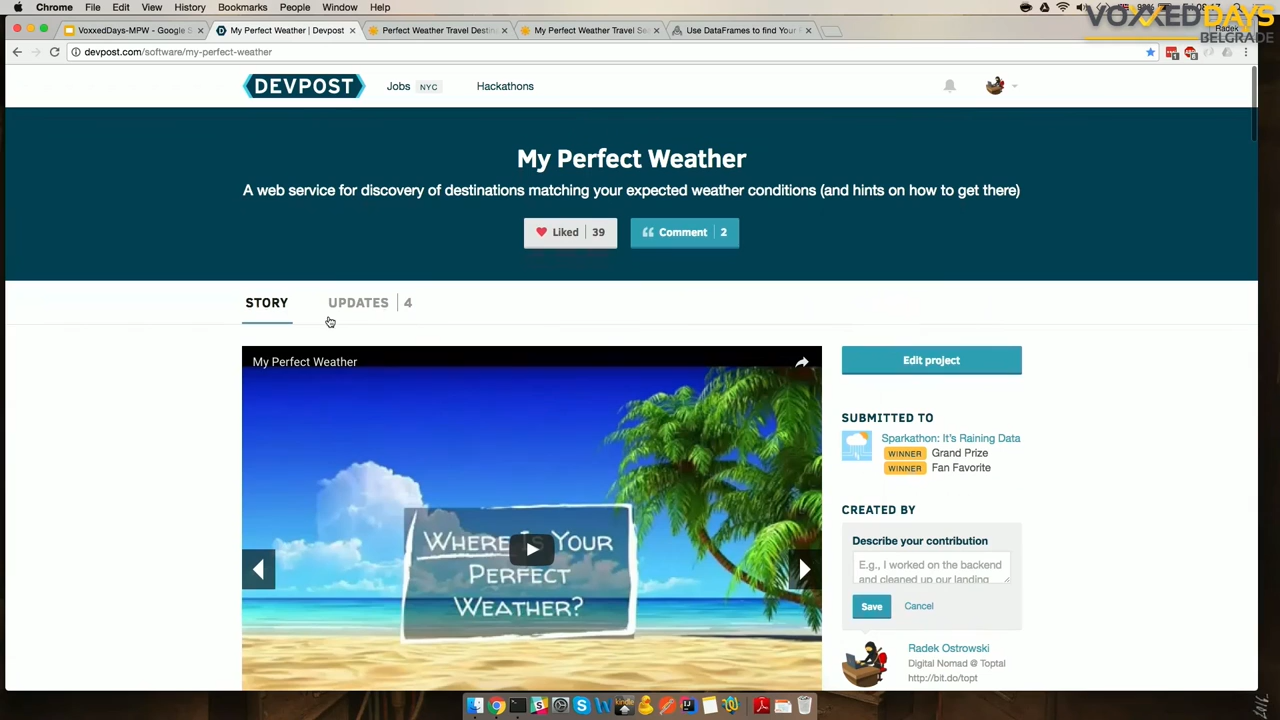 Chrome File Edit View History Bookmarks People Window Help
VOXXEDDAYS
BELGRADE
VoxxedDays-MPW - Google S
My Perfect Weather | Devpost
Perfect Weather Travel Destin
My Perfect Weather Travel Se
Use DataFrames to find Your
Radek
devpost.com/software/my-perfect-weather
DEVPOST
Jobs NYC
Hackathons
My Perfect Weather
A web service for discovery of destinations matching your expected weather conditions (and hints on how to get there)
Liked 39
Comment 2
STORY
UPDATES 4
My Perfect Weather
WHERE IS YOUR
PERFECT
WEATHER?
Edit project
SUBMITTED TO
Sparkathon: It's Raining Data
WINNER Grand Prize
WINNER Fan Favorite
CREATED BY
Describe your contribution
E.g., I worked on the backend
and cleaned up our landing
Save Cancel
Radek Ostrowski
Digital Nomad @ Toptal
http://bit.do/topt
kindle